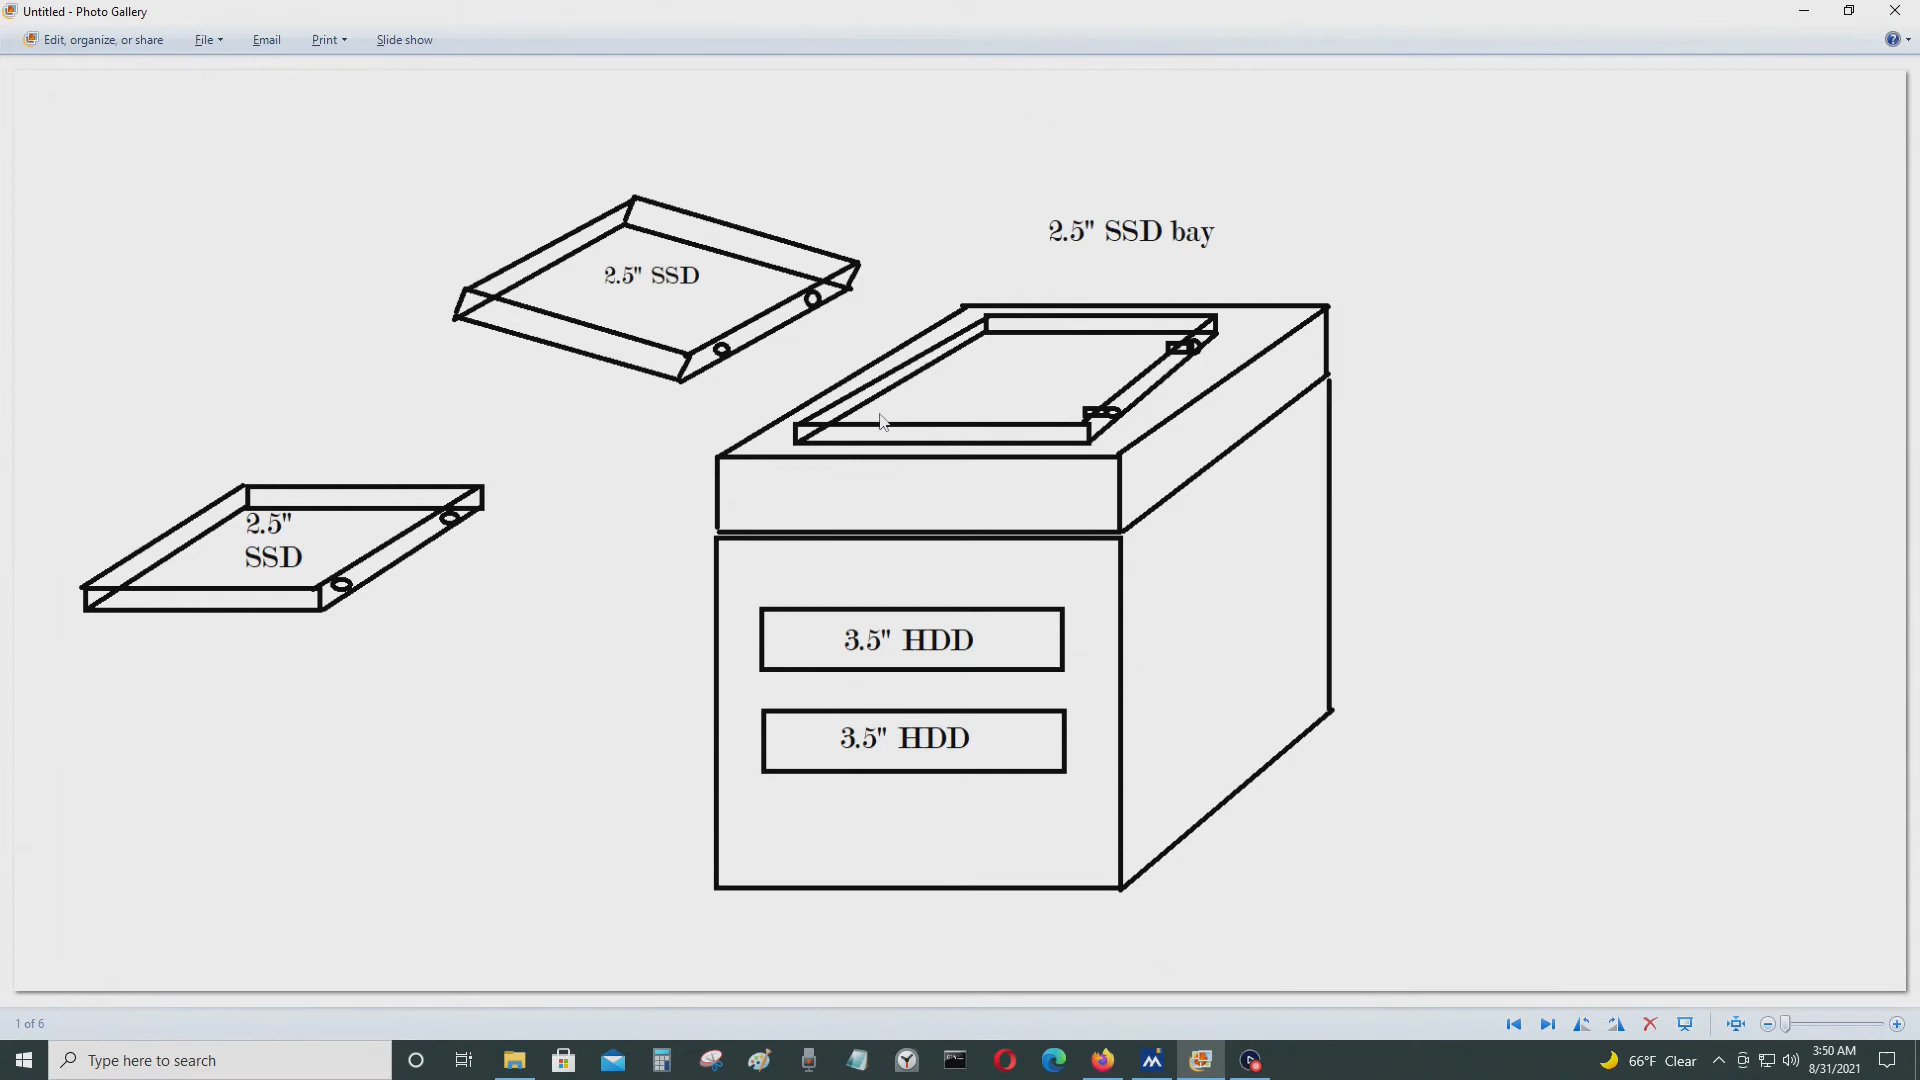 Untitled - Photo Gallery
Edit, organize, or share
File
Email
Print
Slide show
2.5" SSD bay
2.5" SSD
2.5"
SSD
3.5" HDD
3.5" HDD
1 of 6
Type here to search
66°F Clear
3:50 AM
8/31/2021